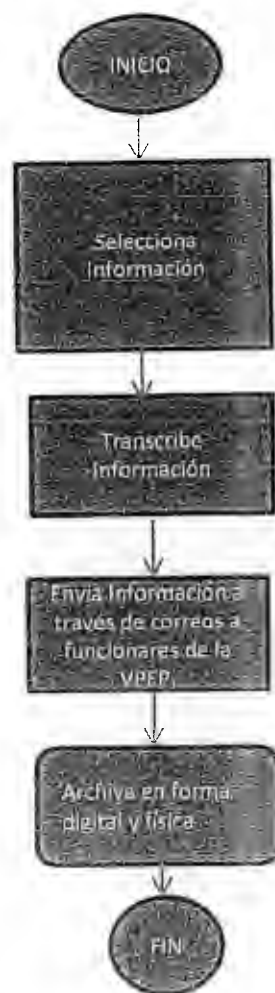 INICIO
Selecciona
Información
Transcribe
Información
Envía Información a
través de correos a
funcionares de la
VPEP.
Archiva en forma
digital y física
FIN